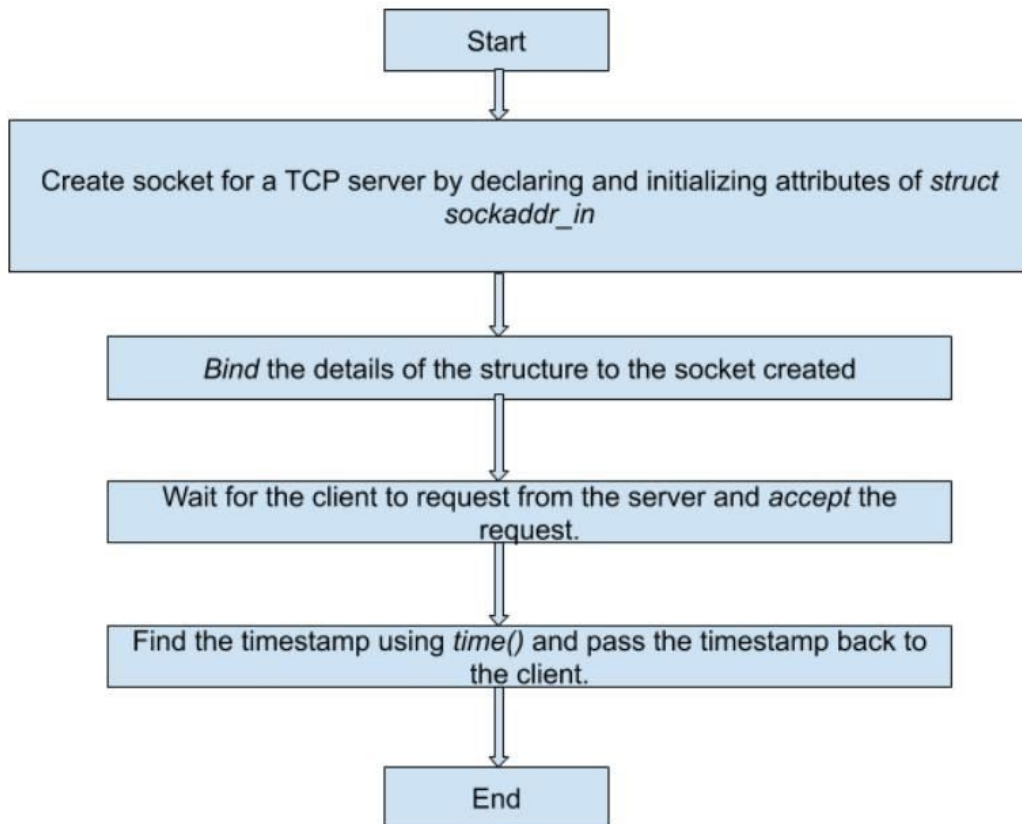 Start
Create socket for a TCP server by declaring and initializing attributes of struct
sockaddr_in
Bind the details of the structure to the socket created
Wait for the client to request from the server and accept the
request.
Find the timestamp using time() and pass the timestamp back to
the client.
End